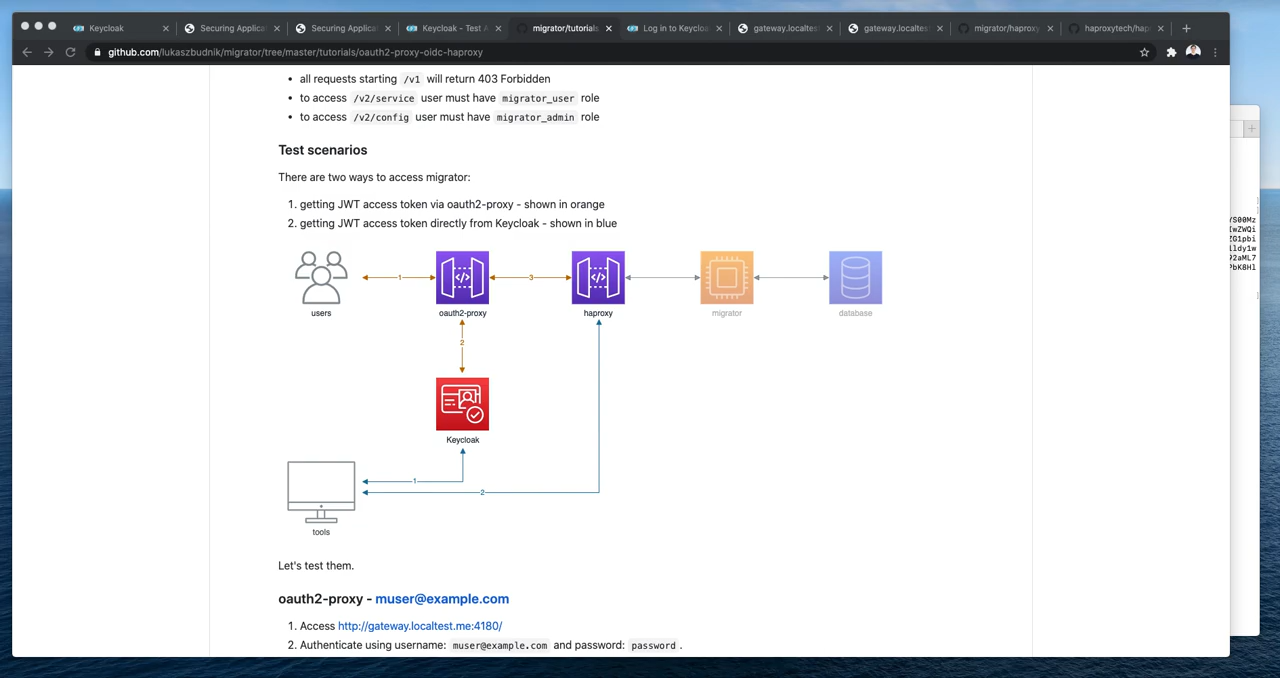 Keycloak
Securing Applica
Securing Applica
Keycloak - Test A
migrator/tutorials
Log in to Keycloa
gateway.localtest
gateway.localtest
migrator/haproxy
haproxytech/hap
github.com/lukaszbudnik/migrator/tree/master/tutorials/oauth2-proxy-oidc-haproxy
• all requests starting /v1 will return 403 Forbidden
• to access /v2/service user must have migrator_user role
• to access /v2/config user must have migrator_admin role
Test scenarios
There are two ways to access migrator:
1. getting JWT access token via oauth2-proxy - shown in orange
2. getting JWT access token directly from Keycloak - shown in blue
1
3
users
oauth2-proxy
haproxy
migrator
database
2
Keycloak
1
2
tools
Let's test them.
oauth2-proxy - muser@example.com
1. Access http://gateway.localtest.me:4180/
2. Authenticate using username: muser@example.com and password: password .